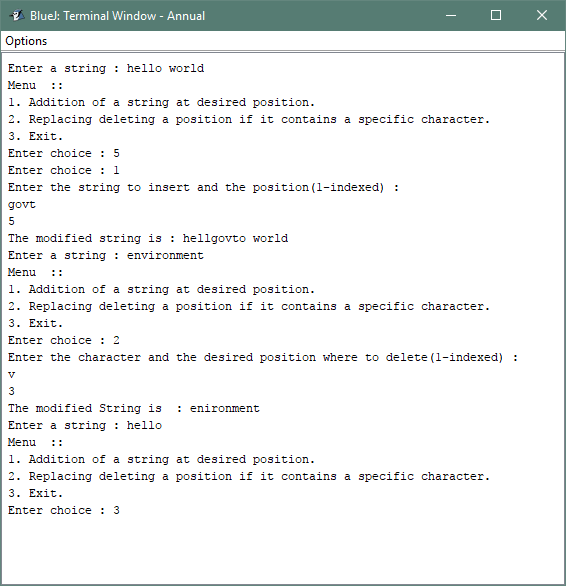 BlueJ: Terminal Window - Annual
Options
Enter a string : hello world
Menu  ::
1. Addition of a string at desired position.
2. Replacing deleting a position if it contains a specific character.
3. Exit.
Enter choice : 5
Enter choice : 1
Enter the string to insert and the position(1-indexed) :
govt
5
The modified string is : hellgovto world
Enter a string : environment
Menu  ::
1. Addition of a string at desired position.
2. Replacing deleting a position if it contains a specific character.
3. Exit.
Enter choice : 2
Enter the character and the desired position where to delete(1-indexed) :
v
3
The modified String is  : enironment
Enter a string : hello
Menu  ::
1. Addition of a string at desired position.
2. Replacing deleting a position if it contains a specific character.
3. Exit.
Enter choice : 3